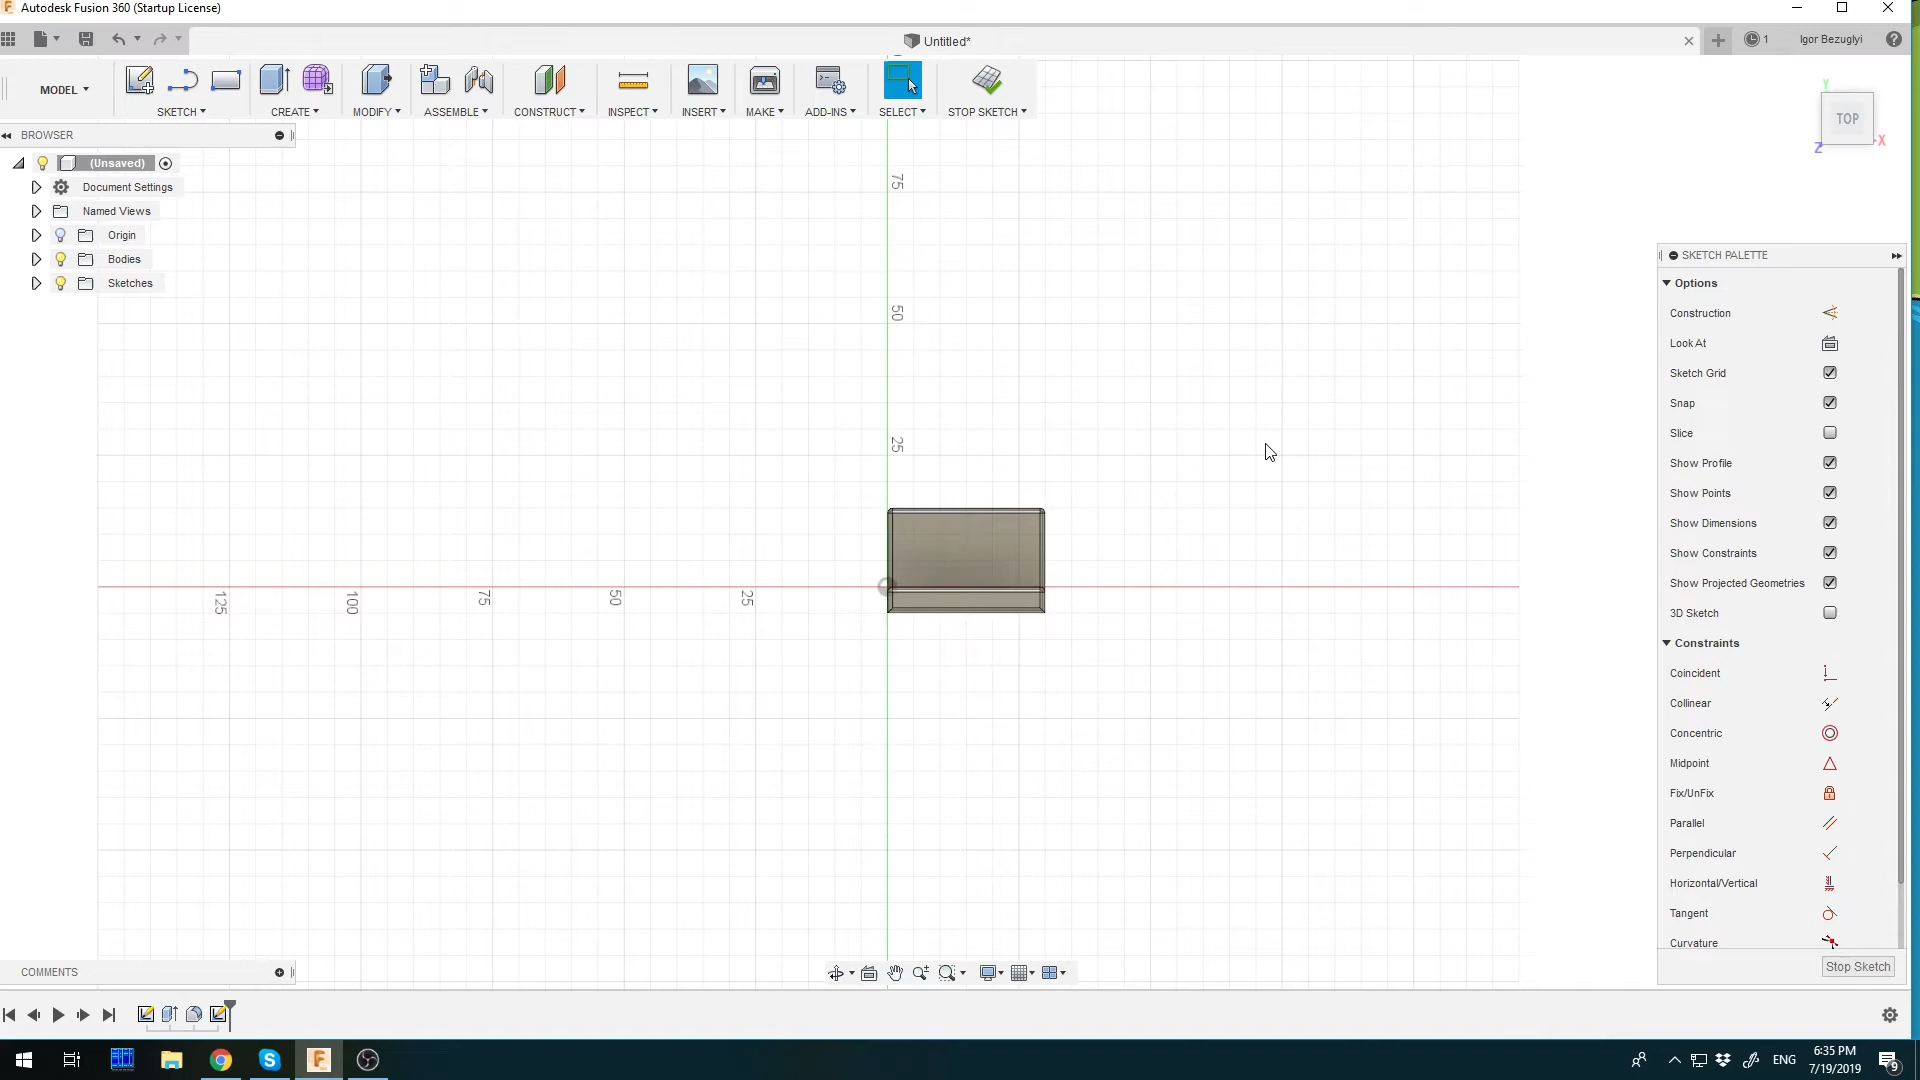 Autodesk Fusion 360 (Startup License)
Untitled*
1
Igor Bezuglyi
MODEL
SKETCH
CREATE
MODIFY
ASSEMBLE
CONSTRUCT
INSPECT
INSERT
MAKE
ADD-INS
SELECT
STOP SKETCH
BROWSER
(Unsaved)
Document Settings
Named Views
Origin
Bodies
Sketches
TOP
Y
X
Z
75
50
25
125
100
75
50
25
SKETCH PALETTE
Options
Construction
Look At
Sketch Grid
Snap
Slice
Show Profile
Show Points
Show Dimensions
Show Constraints
Show Projected Geometries
3D Sketch
Constraints
Coincident
Collinear
Concentric
Midpoint
Fix/UnFix
Parallel
Perpendicular
Horizontal/Vertical
Tangent
Curvature
Stop Sketch
COMMENTS
ENG
6:35 PM
7/19/2019
9